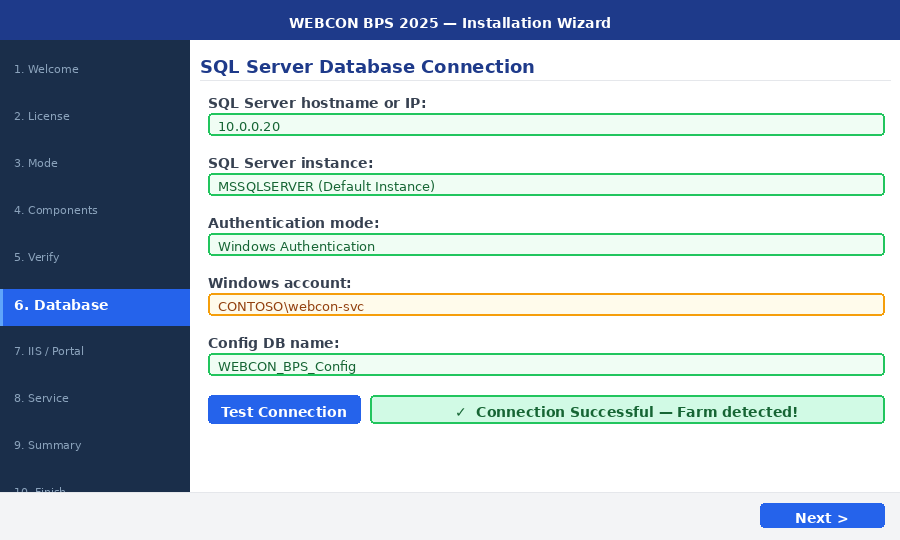 WEBCON BPS 2025 — Installation Wizard
1. Welcome
2. License
3. Mode
4. Components
5. Verify
6. Database
7. IIS / Portal
8. Service
9. Summary
10. Finish
SQL Server Database Connection
SQL Server hostname or IP:
10.0.0.20
SQL Server instance:
MSSQLSERVER (Default Instance)
Authentication mode:
Windows Authentication
Windows account:
CONTOSO\webcon-svc
Config DB name:
WEBCON_BPS_Config
Test Connection
✓ Connection Successful — Farm detected!
Next >